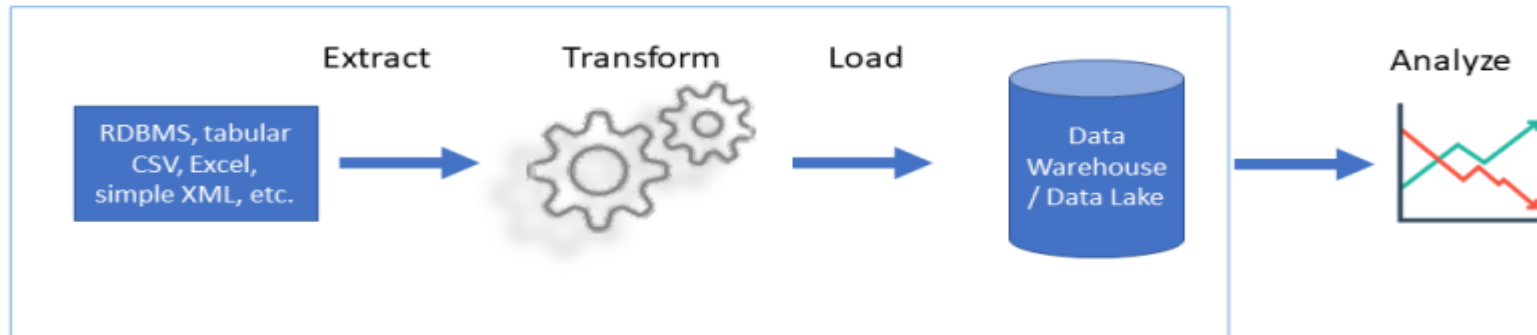 Extract
Transform
Load
Analyze
RDBMS, tabular
CSV, Excel,
simple XML, etc.
Data
Warehouse
/ Data Lake